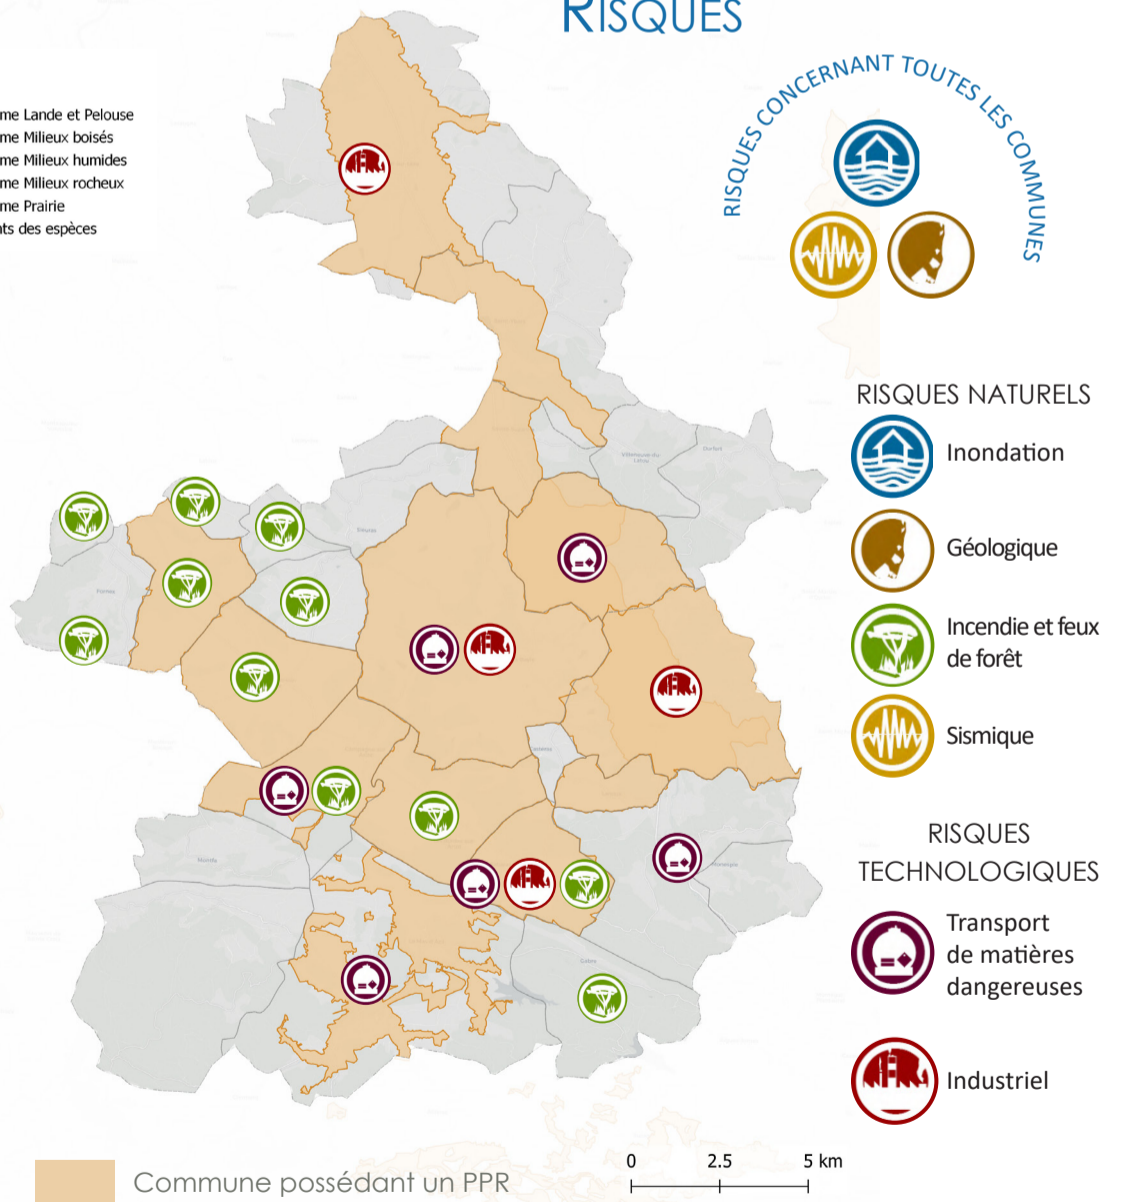 RISQUES
me Lande et Pelouse
me Milieux boisés
me Milieux humides
me Milieux rocheux
me Prairie
ts des espèces
RISQUES CONCERNANT TOUTES LES COMMUNES
RISQUES NATURELS
Inondation
Géologique
Incendie et feux
de forêt
Sismique
RISQUES
TECHNOLOGIQUES
Transport
de matières
dangereuses
Industriel
Durfort
0 2.5 5 km
Commune possédant un PPR